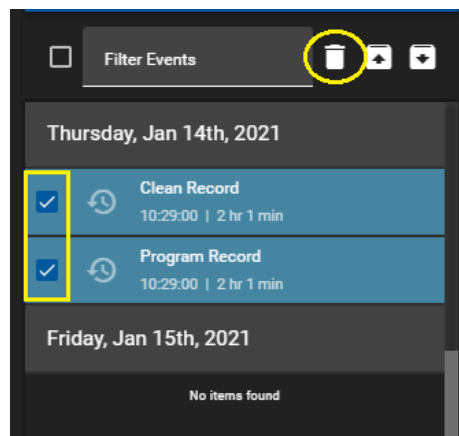 Filter Events
Thursday, Jan 14th, 2021
Clean Record
10:29:00 | 2 hr 1 min
Program Record
10:29:00 | 2 hr 1 min
Friday, Jan 15th, 2021
No items found